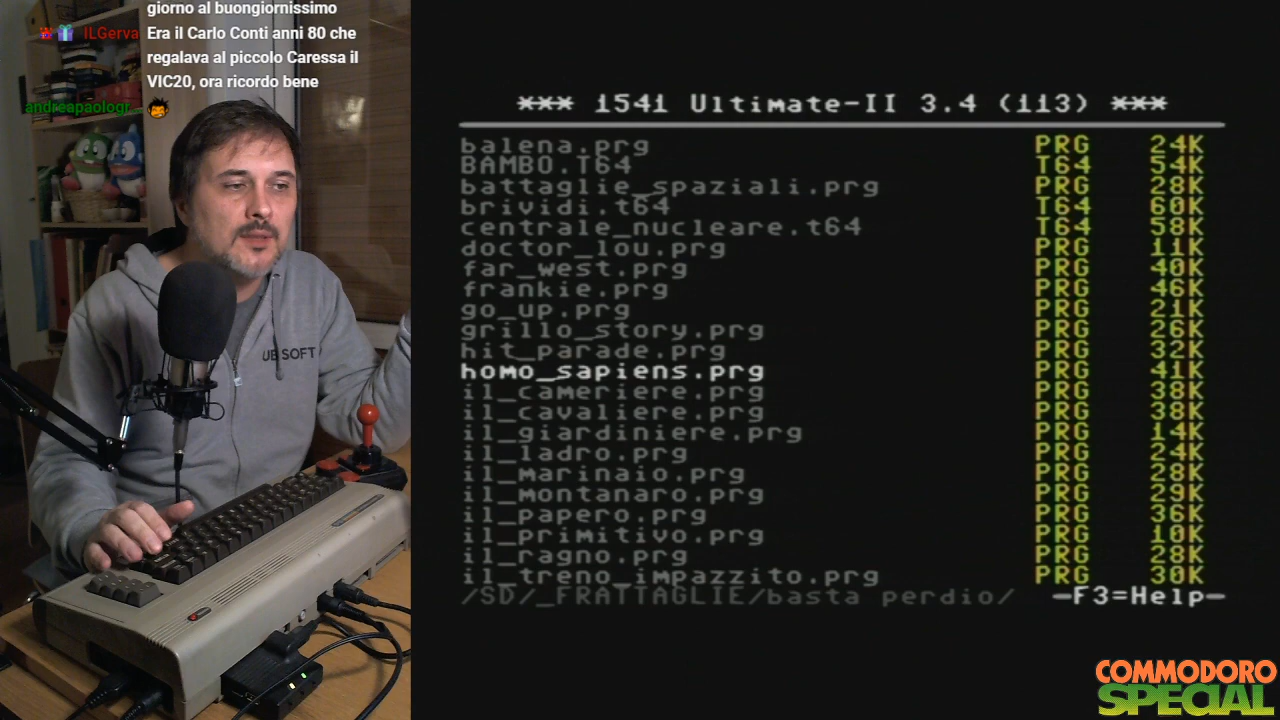 giorno al buongiornissimo
ILGerva Era il Carlo Conti anni 80 che
regalava al piccolo Caressa il
VIC20, ora ricordo bene
andreapaologr...
UBISOFT
*** 1541 Ultimate-II 3.4 (113) ***
balena.prg PRG 24K
BAMBO.T64 T64 54K
battaglie_spaziali.prg PRG 28K
brividi.t64 T64 60K
centrale_nucleare.t64 T64 58K
doctor_lou.prg PRG 11K
far_west.prg PRG 40K
frankie.prg PRG 46K
go_up.prg PRG 21K
grillo_story.prg PRG 26K
hit_parade.prg PRG 32K
homo_sapiens.prg PRG 41K
il_cameriere.prg PRG 38K
il_cavaliere.prg PRG 38K
il_giardiniere.prg PRG 14K
il_ladro.prg PRG 24K
il_marinaio.prg PRG 28K
il_montanaro.prg PRG 29K
il_papero.prg PRG 36K
il_primitivo.prg PRG 10K
il_ragno.prg PRG 28K
il_treno_impazzito.prg PRG 30K
/SD/_FRATTAGLIE/basta perdio/ —F3=Help—
COMMODORO
SPECIAL